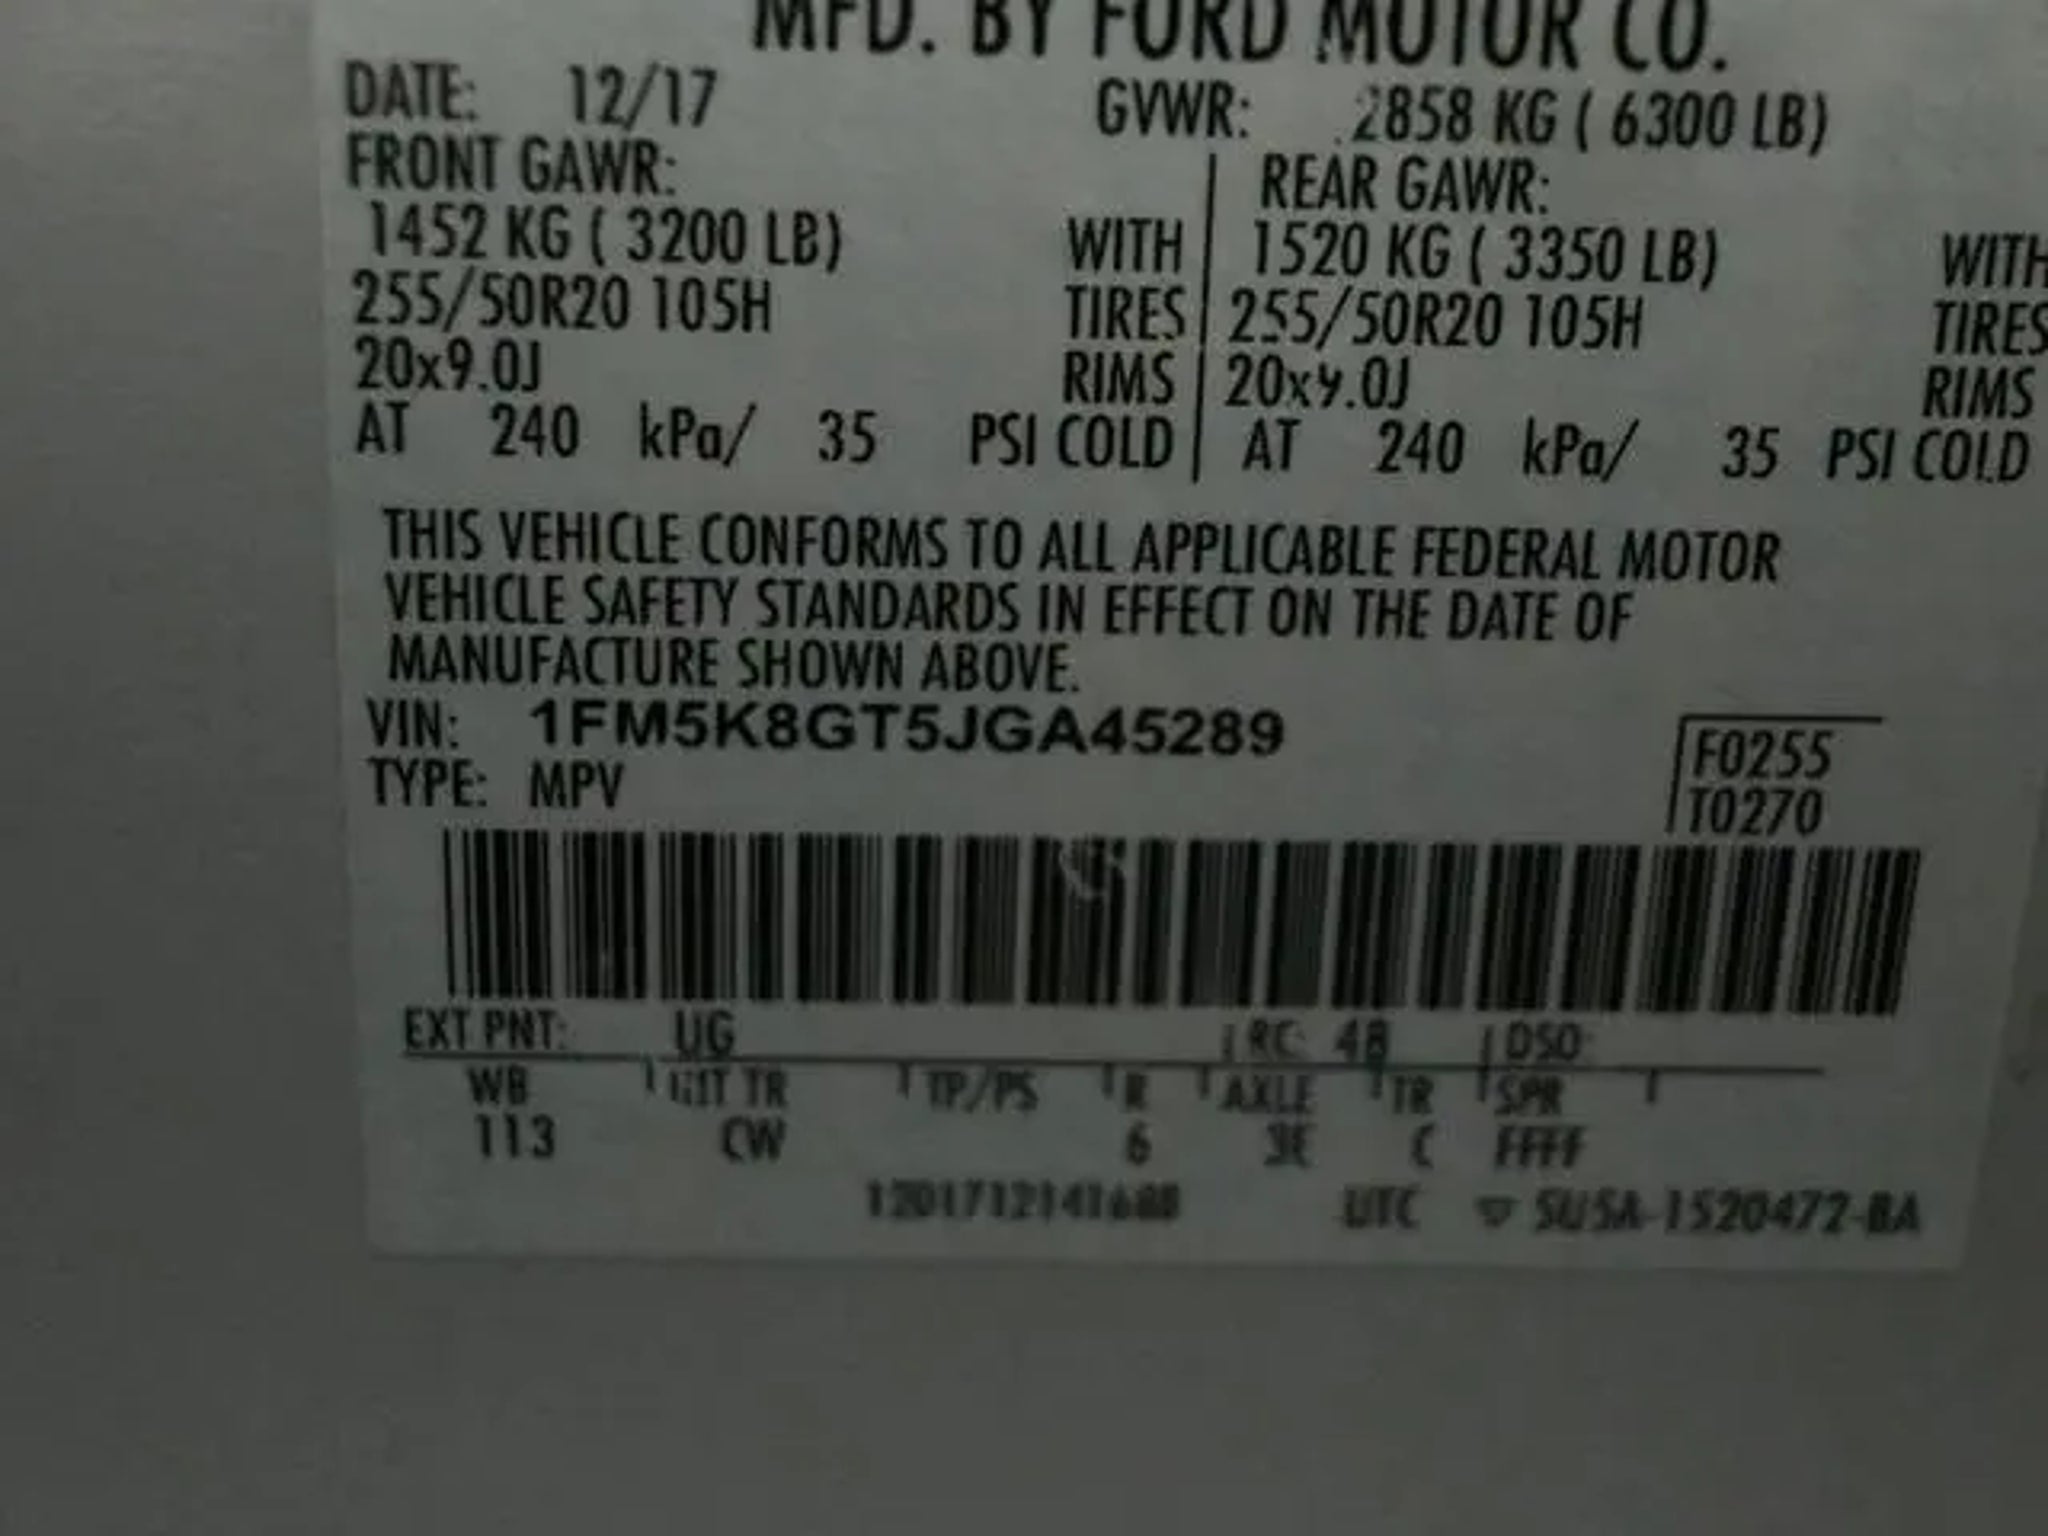 MFD. BY FORD MOTOR CO.
DATE: 12/17 GVWR: 2858 KG ( 6300 LB)
FRONT GAWR: REAR GAWR:
1452 KG ( 3200 LB) WITH 1520 KG ( 3350 LB) WITH
255/50R20 105H TIRES 255/50R20 105H TIRES
20x9.0J RIMS 20x9.0J RIMS
AT 240 kPa/ 35 PSI COLD AT 240 kPa/ 35 PSI COLD
THIS VEHICLE CONFORMS TO ALL APPLICABLE FEDERAL MOTOR
VEHICLE SAFETY STANDARDS IN EFFECT ON THE DATE OF
MANUFACTURE SHOWN ABOVE.
VIN: 1FM5K8GT5JGA45289
TYPE: MPV
F0255
T0270
EXT PNT: UG RC: 48 DSO:
WB INT TR TP/PS R AXLE TR SPR
113 CW 6 3E C FFFF
UTC ▽ 5U5A-1520472-BA